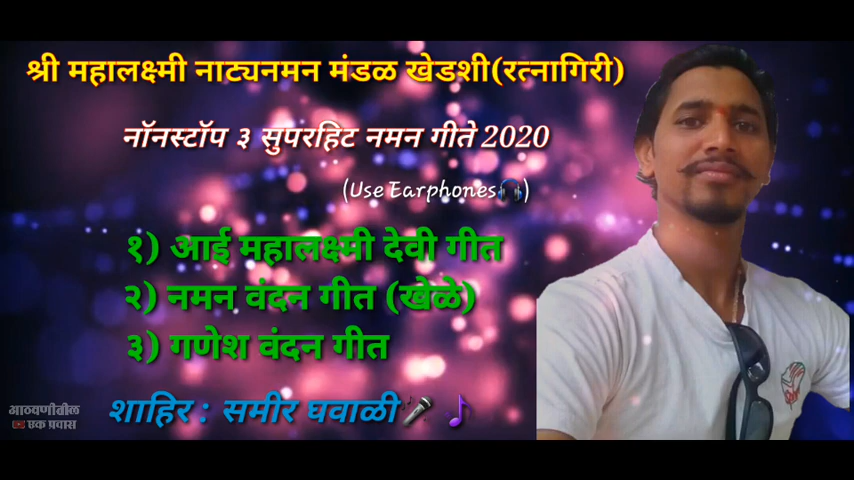 श्री महालक्ष्मी नाट्यनमन मंडळ खेडशी(रत्नागिरी)
नॉनस्टॉप ३ सुपरहिट नमन गीते 2020
(Use Earphones🎧)
१) आई महालक्ष्मी देवी गीत
२) नमन वंदन गीत (खेळे)
३) गणेश वंदन गीत
शाहिर : समीर घवाळी🎤🎵
आठवणीतील
एक प्रवास